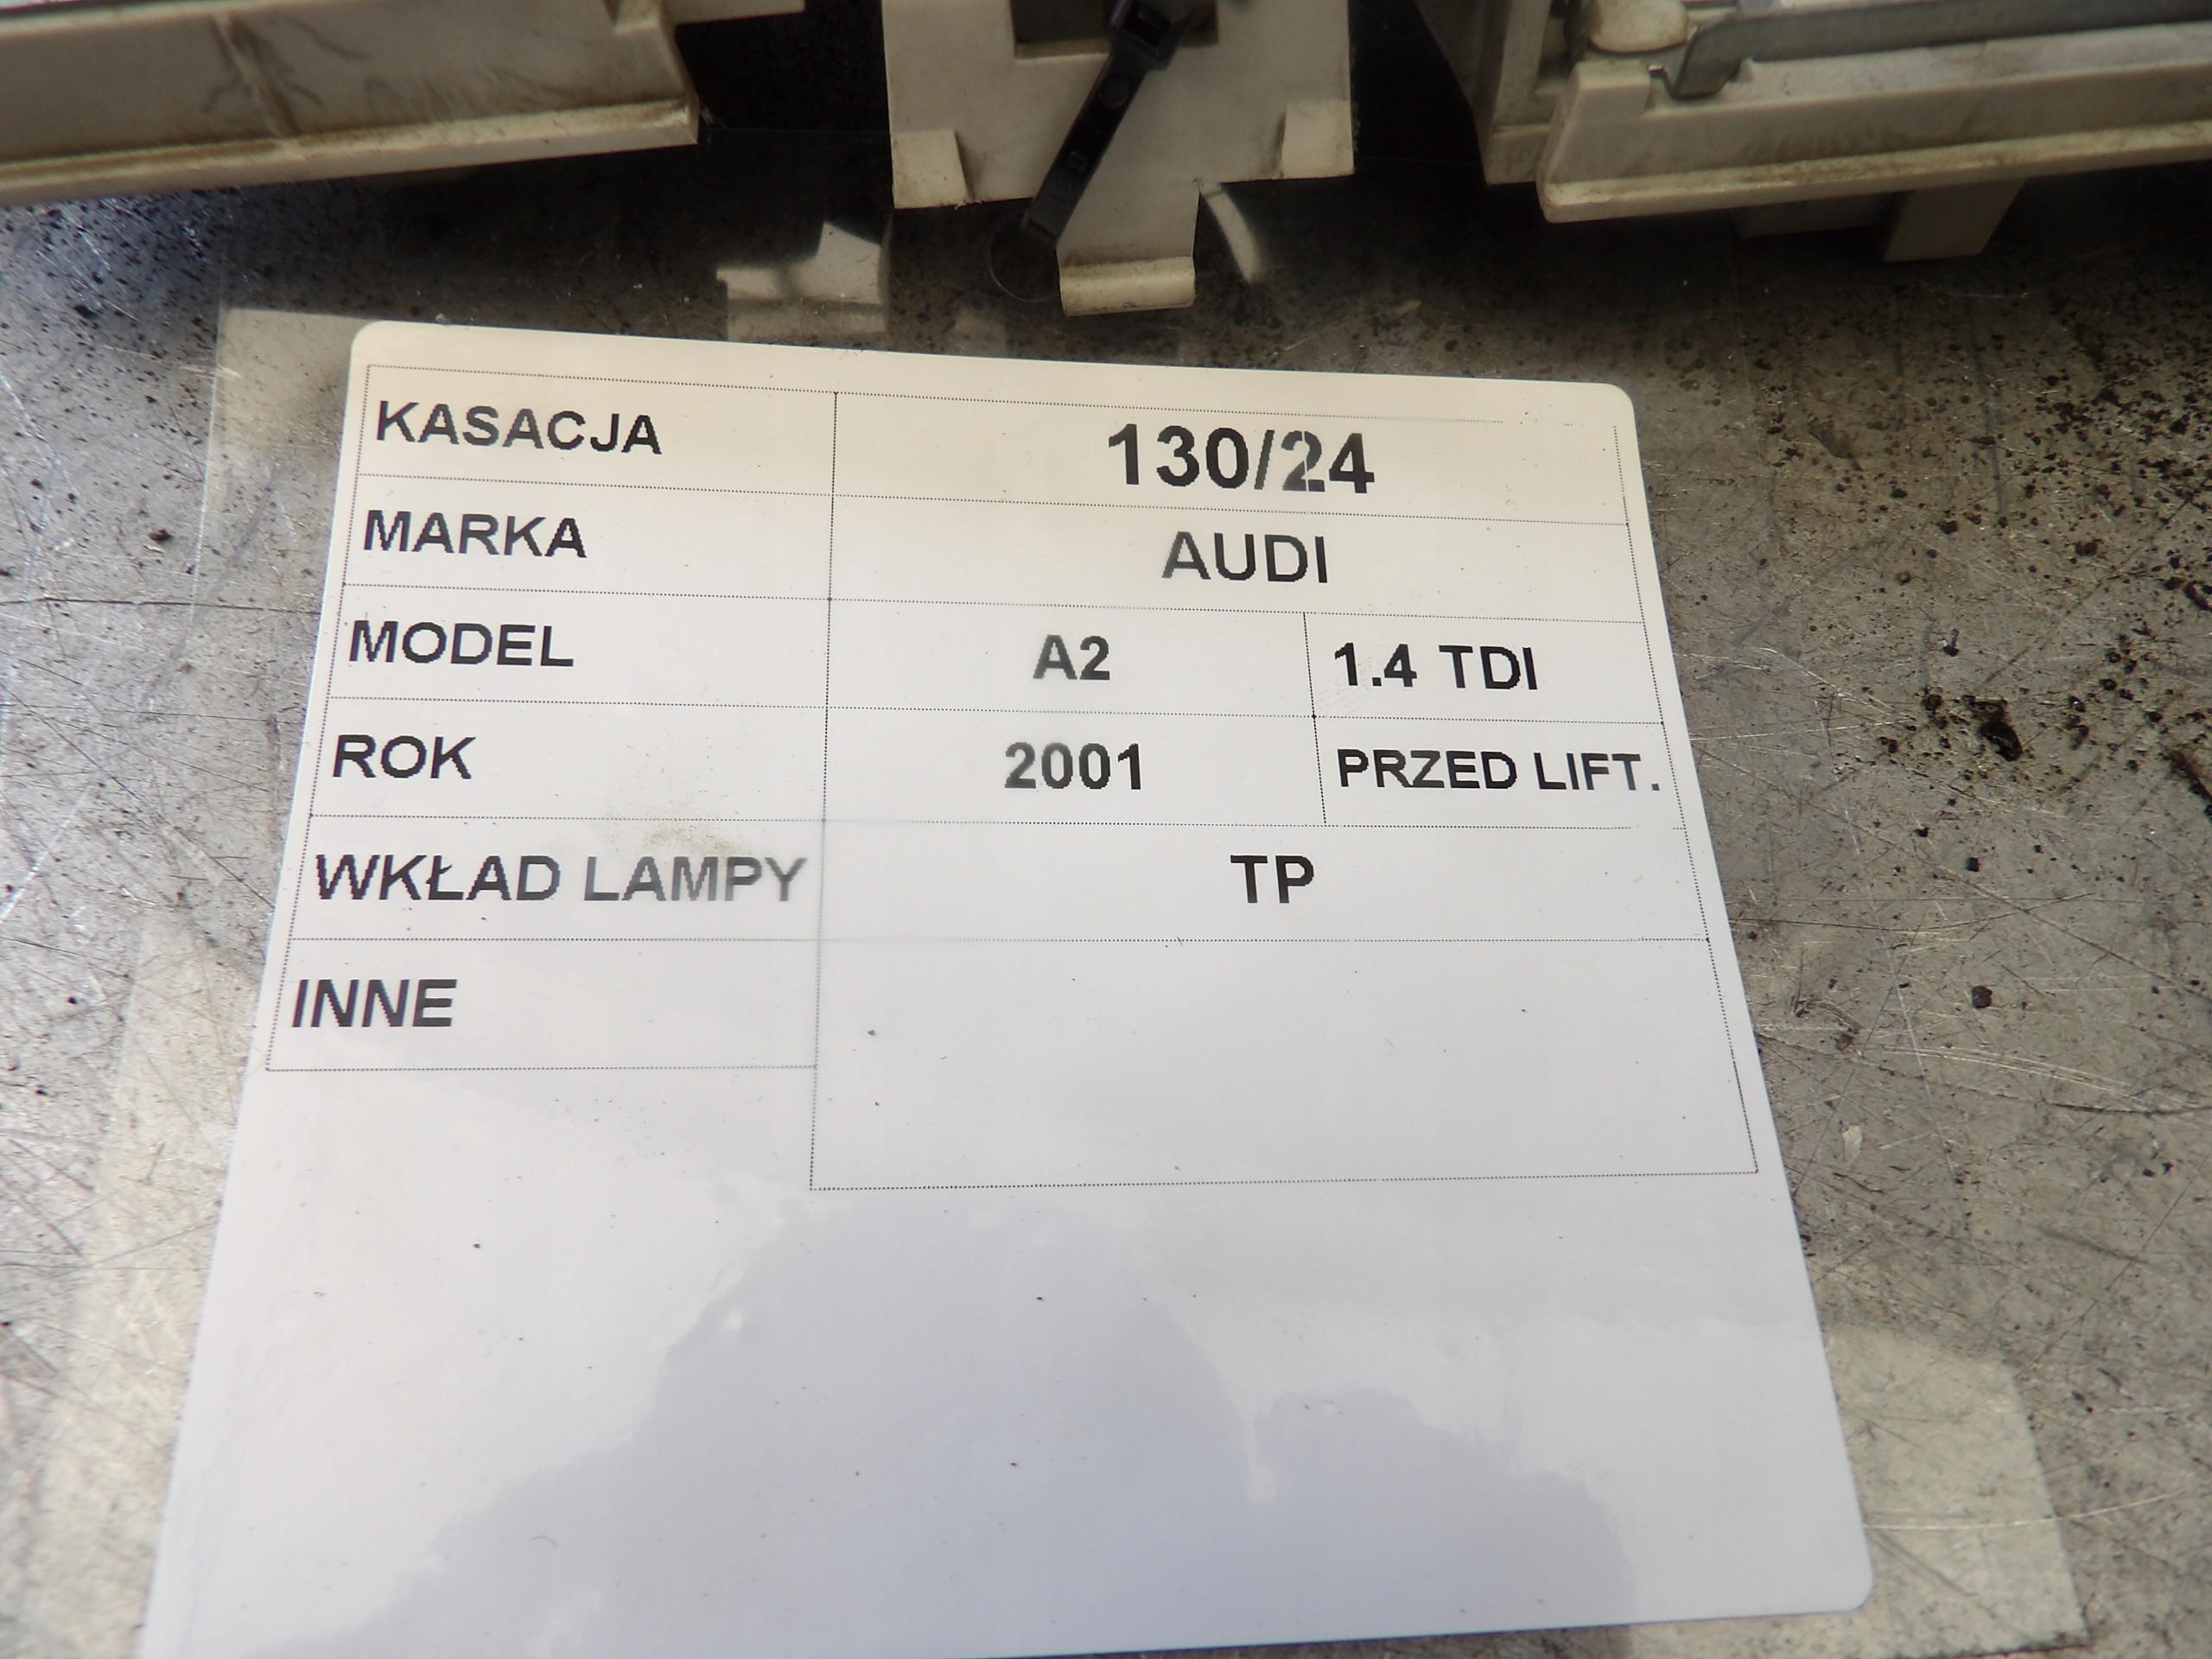 KASACJA 130/24
MARKA AUDI
MODEL A2 1.4 TDI
ROK 2001 PRZED LIFT.
WKŁAD LAMPY TP
INNE